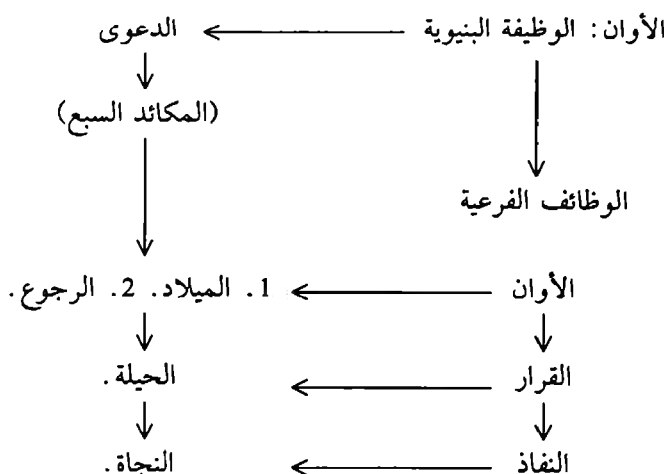 الأوان: الوظيفة البنيوية الدعوى
(المكائد السبع)
الوظائف الفرعية
الأوان 1. الميلاد. 2. الرجوع.
القرار الحيلة.
النفاذ النجاة.